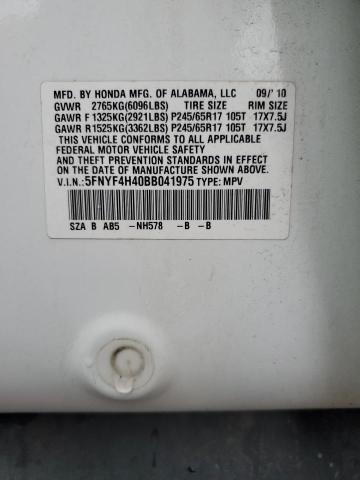 MFD. BY HONDA MFG. OF ALABAMA, LLC 09/'10
GVWR 2765KG(6096LBS) TIRE SIZE RIM SIZE
GAWR F 1325KG(2921LBS) P245/65R17 105T 17X7.5J
GAWR R 1525KG(3362LBS) P245/65R17 105T 17X7.5J
THIS VEHICLE CONFORMS TO ALL APPLICABLE
FEDERAL MOTOR VEHICLE SAFETY
AND THEFT PREVENTION STANDARDS IN EFFECT
ON THE DATE OF MANUFACTURE SHOWN ABOVE.
V.I.N.:5FNYF4H40BB041975 TYPE: MPV
SZA B AB5 -NH578 -B -B